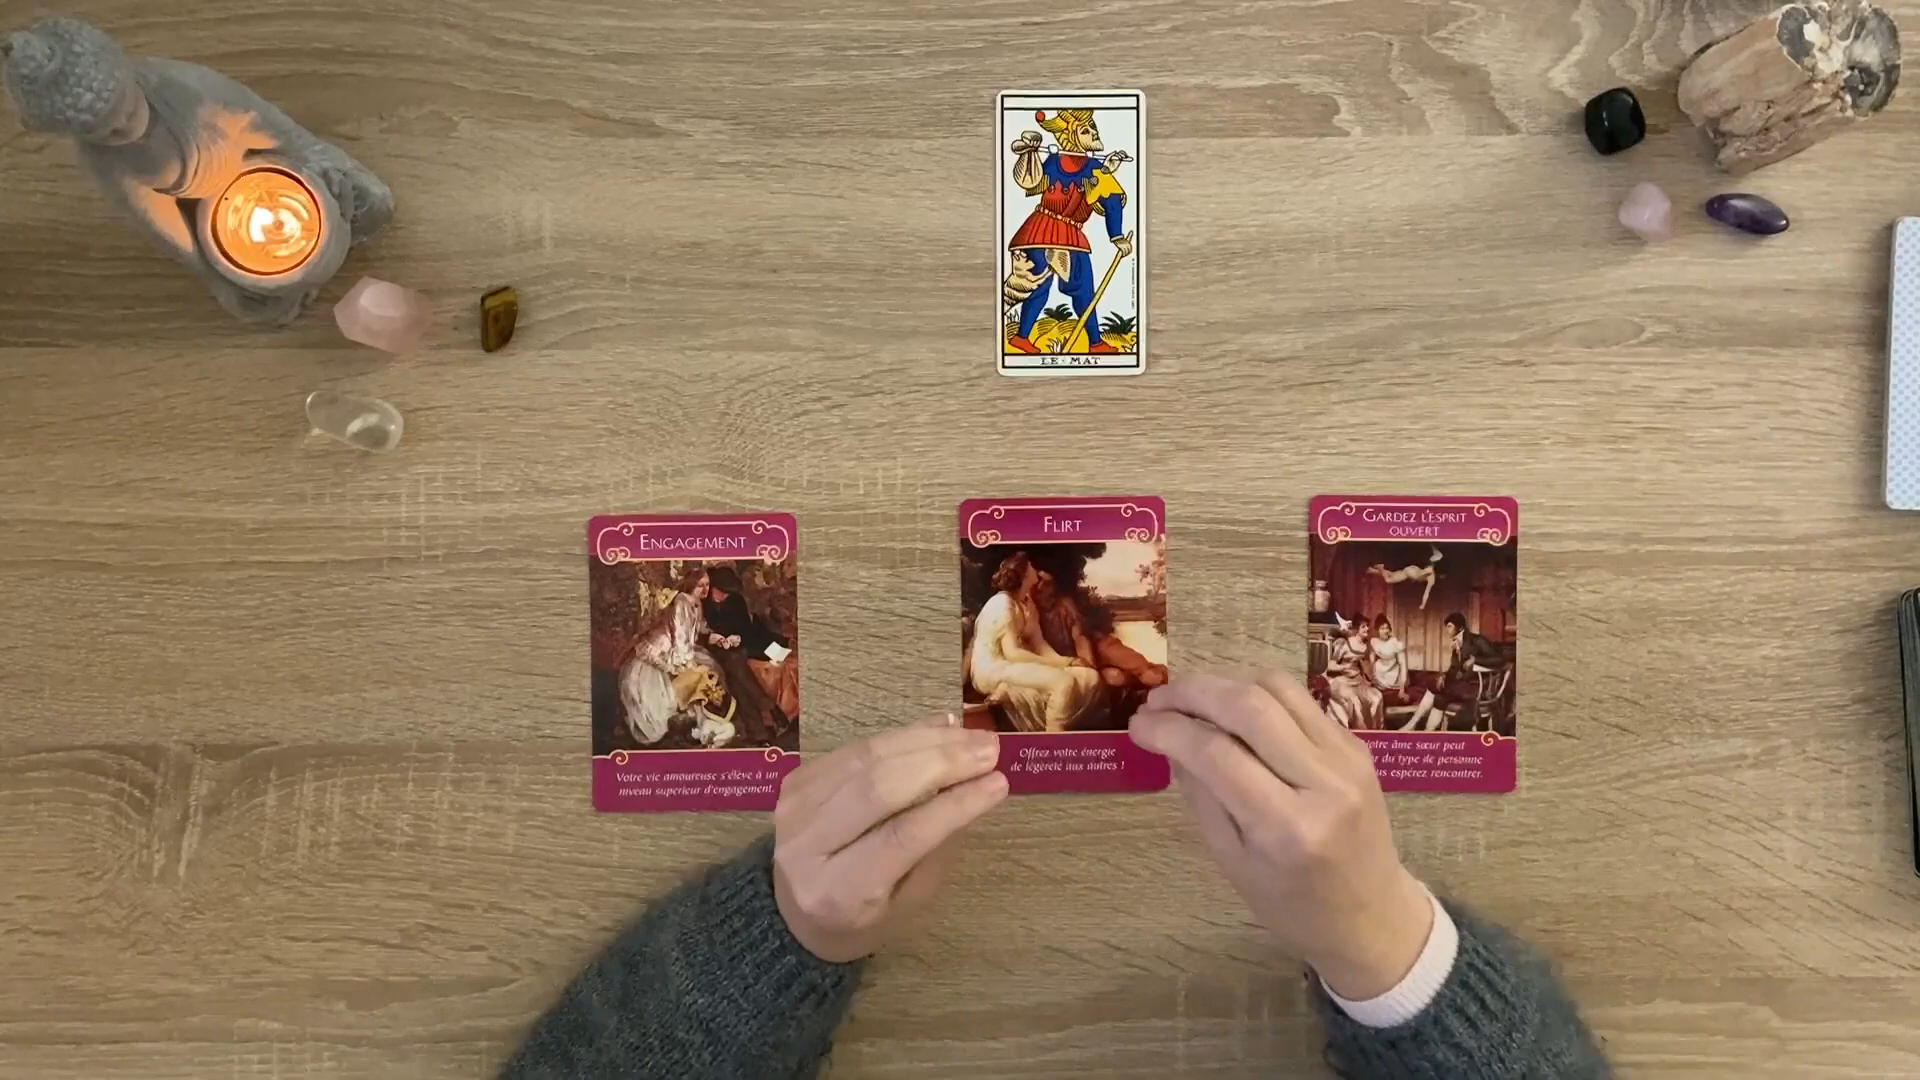 LE·MAT
ENGAGEMENT
Votre vie amoureuse s'élève à un
niveau supérieur d'engagement.
FLIRT
Offrez votre énergie
de légèreté aux autres !
GARDEZ L'ESPRIT
OUVERT
âme sœur peut
du type de personne
espérez rencontrer.